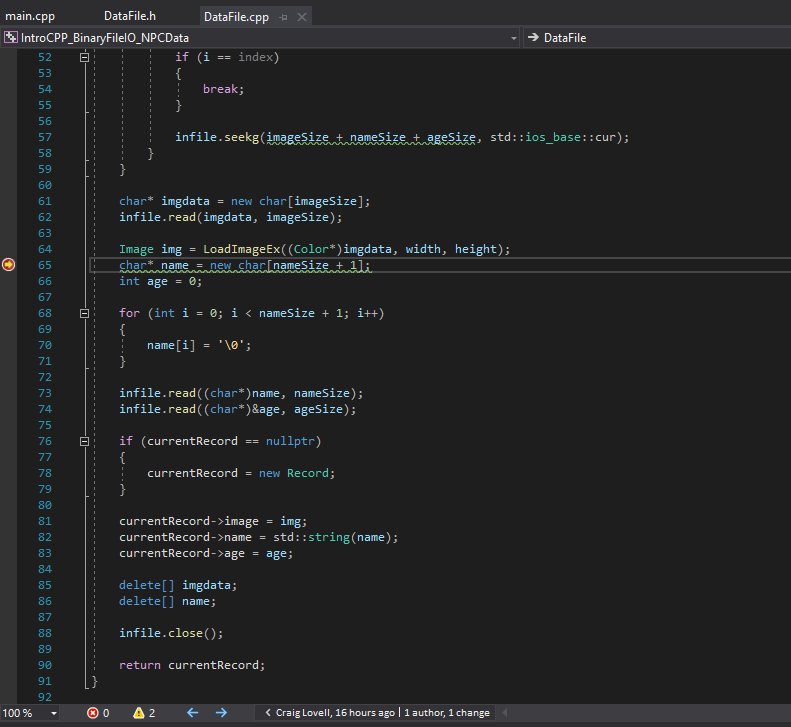 main.cpp DataFile.h DataFile.cpp
IntroCPP_BinaryFileIO_NPCData DataFile
52 if (i == index)
53 {
54 break;
55 }
56
57 infile.seekg(imageSize + nameSize + ageSize, std::ios_base::cur);
58 }
59 }
60
61 char* imgdata = new char[imageSize];
62 infile.read(imgdata, imageSize);
63
64 Image img = LoadImageEx((Color*)imgdata, width, height);
65 char* name = new char[nameSize + 1];
66 int age = 0;
67
68 for (int i = 0; i < nameSize + 1; i++)
69 {
70 name[i] = '\0';
71 }
72
73 infile.read((char*)name, nameSize);
74 infile.read((char*)&age, ageSize);
75
76 if (currentRecord == nullptr)
77 {
78 currentRecord = new Record;
79 }
80
81 currentRecord->image = img;
82 currentRecord->name = std::string(name);
83 currentRecord->age = age;
84
85 delete[] imgdata;
86 delete[] name;
87
88 infile.close();
89
90 return currentRecord;
91 }
92
100 % 0 2 Craig Lovell, 16 hours ago | 1 author, 1 change